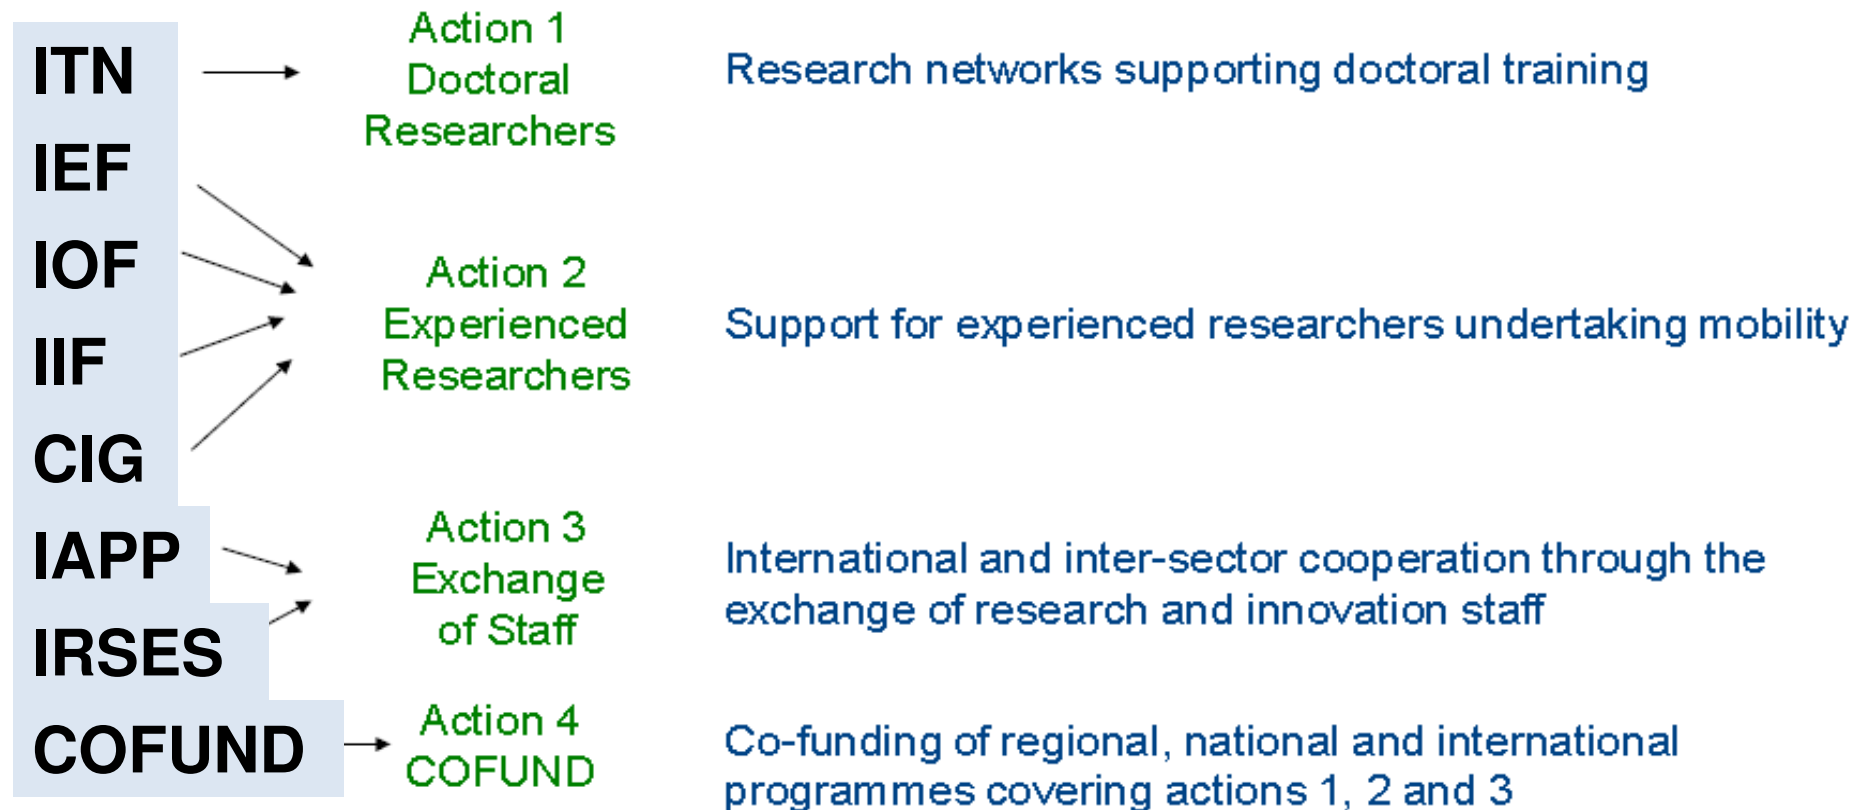 ITN
Action 1
Doctoral
Researchers
Research networks supporting doctoral training
IEF
IOF
IIF
CIG
Action 2
Experienced
Researchers
Support for experienced researchers undertaking mobility
IAPP
IRSES
Action 3
Exchange
of Staff
International and inter-sector cooperation through the
exchange of research and innovation staff
COFUND
Action 4
COFUND
Co-funding of regional, national and international
programmes covering actions 1, 2 and 3